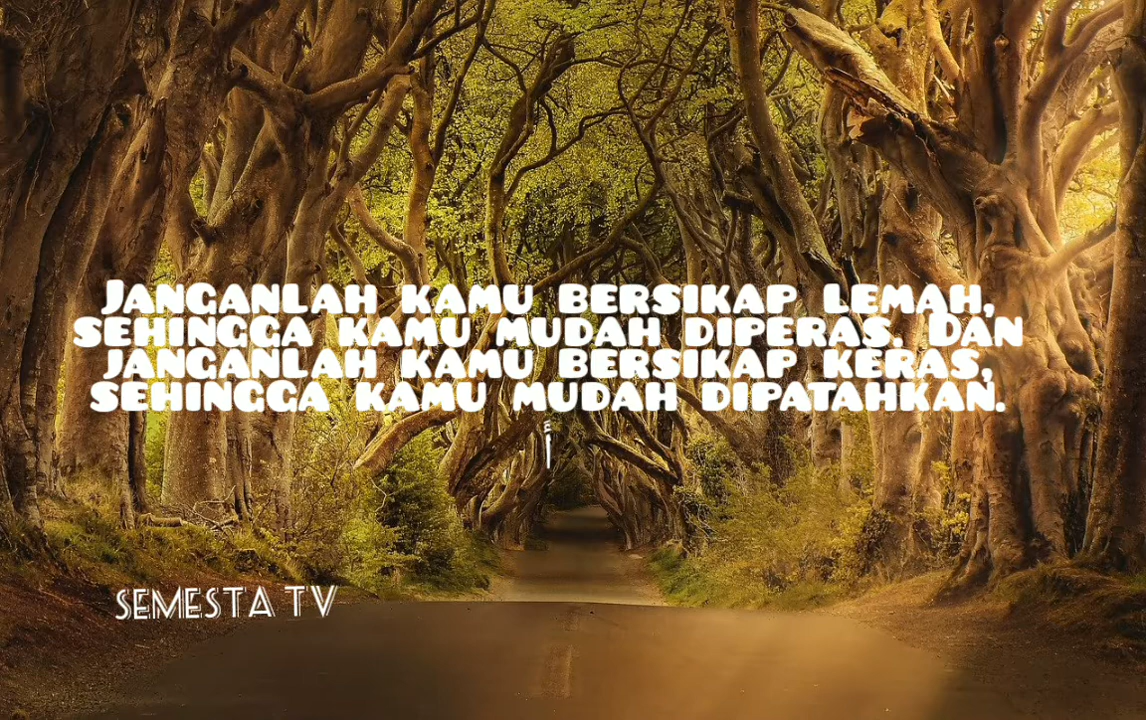 Janganlah kamu bersikap lemah,
sehingga kamu mudah diperas. Dan
janganlah kamu bersikap keras,
sehingga kamu mudah dipatahkan.
أ
SEMESTA TV